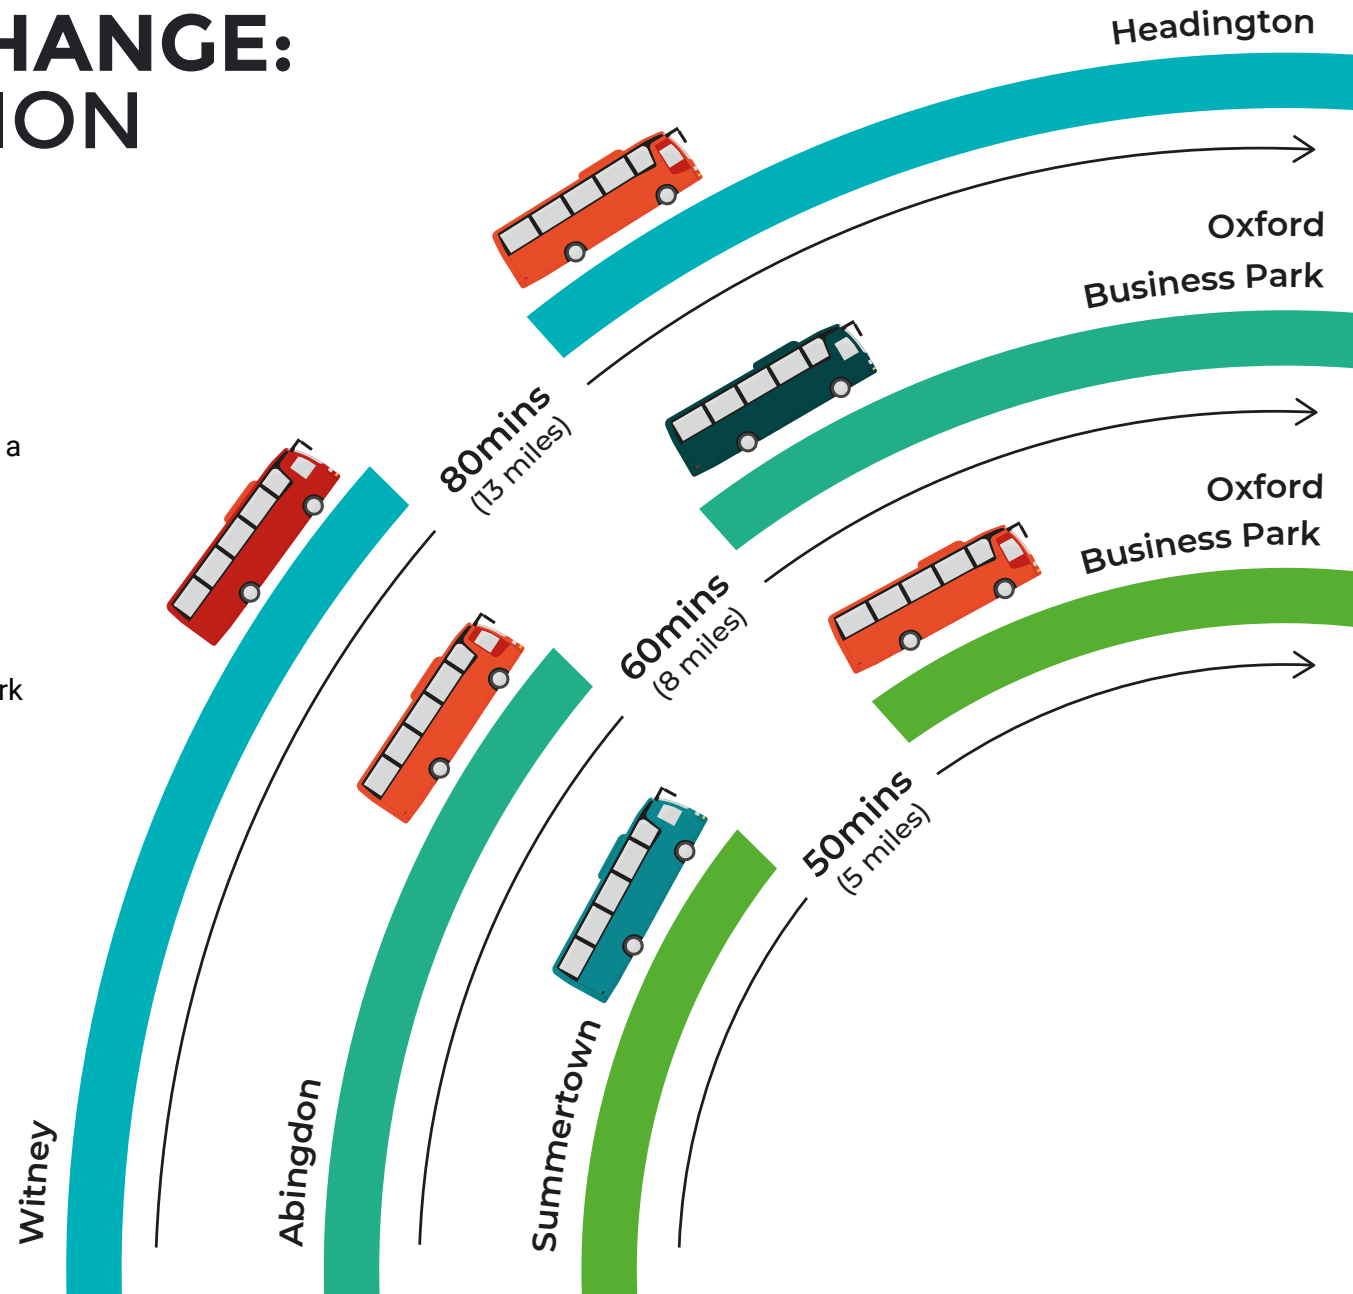 HANGE:
ION
Headington
Oxford
Business Park
80mins
(13 miles)
a
Oxford
Business Park
60mins
(8 miles)
rk
50mins
(5 miles)
Witney
Abingdon
Summertown